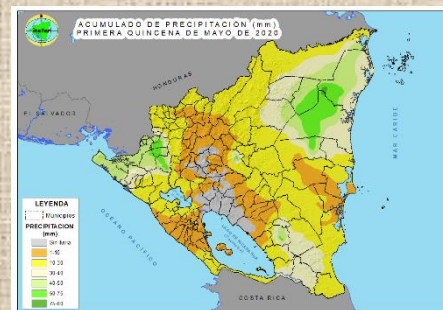 ACUMULADO DE PRECIPITACIÓN (mm)
PRIMERA QUINCENA DE MAYO DE 2020
HONDURAS
EL SALVADOR
MAR CARIBE
OCEANO PACIFICO
COSTA RICA
LEYENDA
Municipios
PRECIPITACION
(mm)
Sin lluvia
1-10
10-30
30-40
40-50
50-75